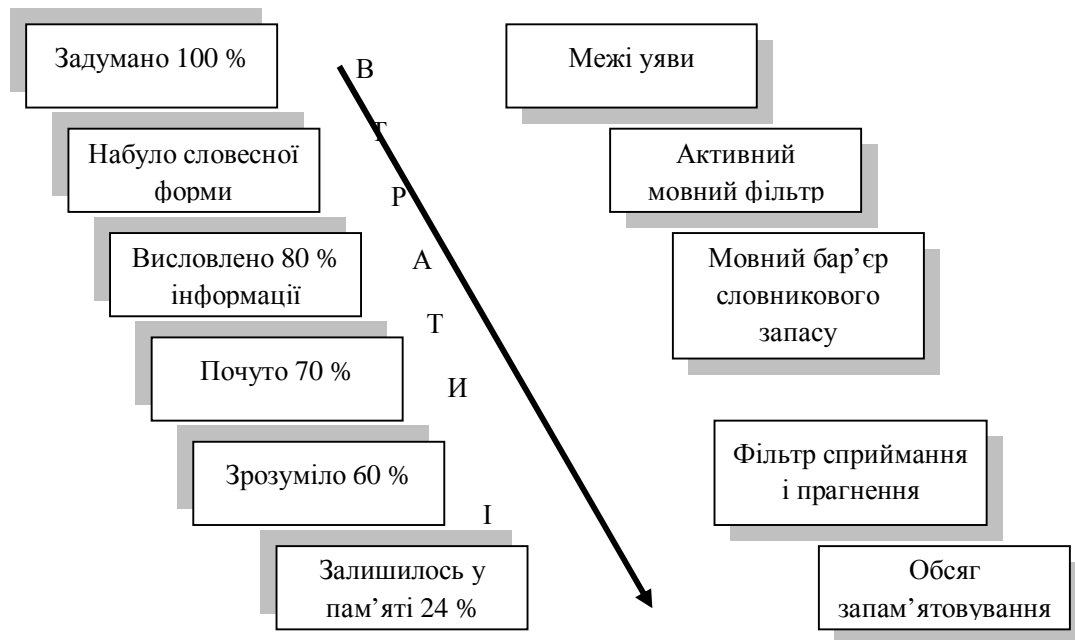 Задумано 100 %
Набуло словесної
форми
Висловлено 80 %
інформації
Почуто 70 %
Зрозуміло 60 %
Залишилось у
пам’яті 24 %
В
Т
Р
А
Т
И
І
Межі уяви
Активний
мовний фільтр
Мовний бар’єр
словникового
запасу
Фільтр сприймання
і прагнення
Обсяг
запам’ятовування